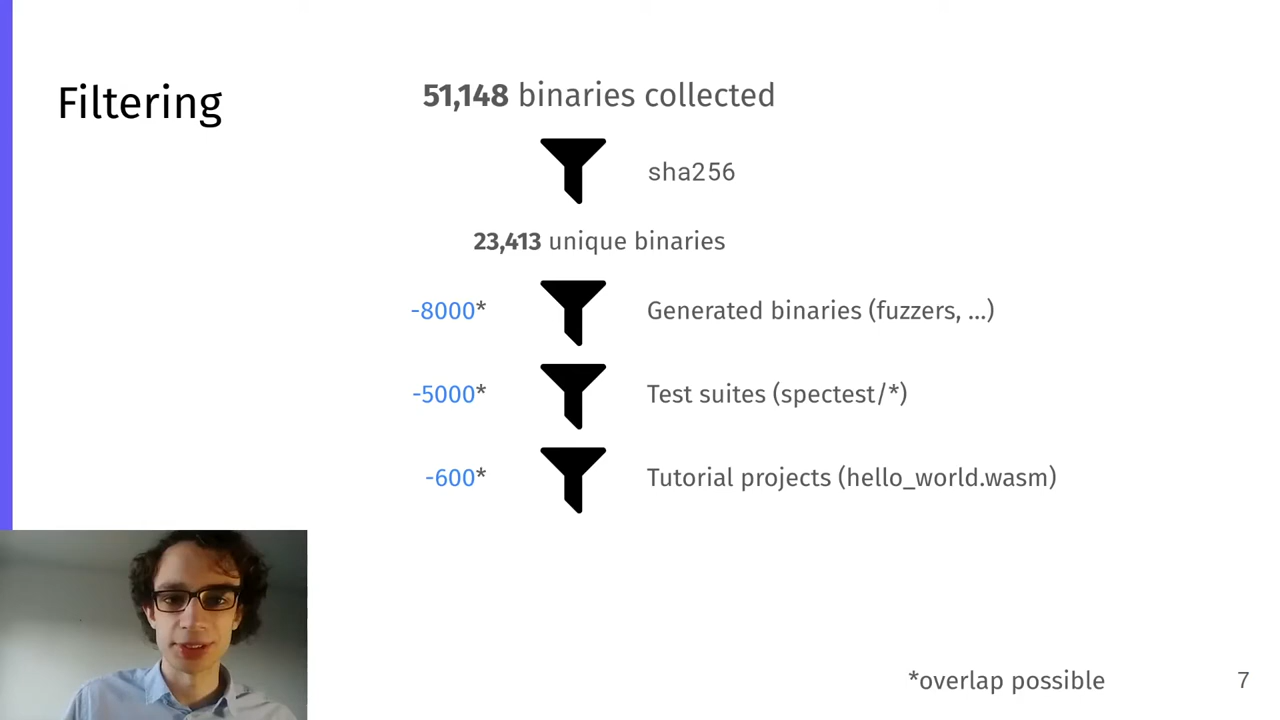 Filtering
51,148 binaries collected
sha256
23,413 unique binaries
-8000* Generated binaries (fuzzers, ...)
-5000* Test suites (spectest/*)
-600* Tutorial projects (hello_world.wasm)
*overlap possible
7